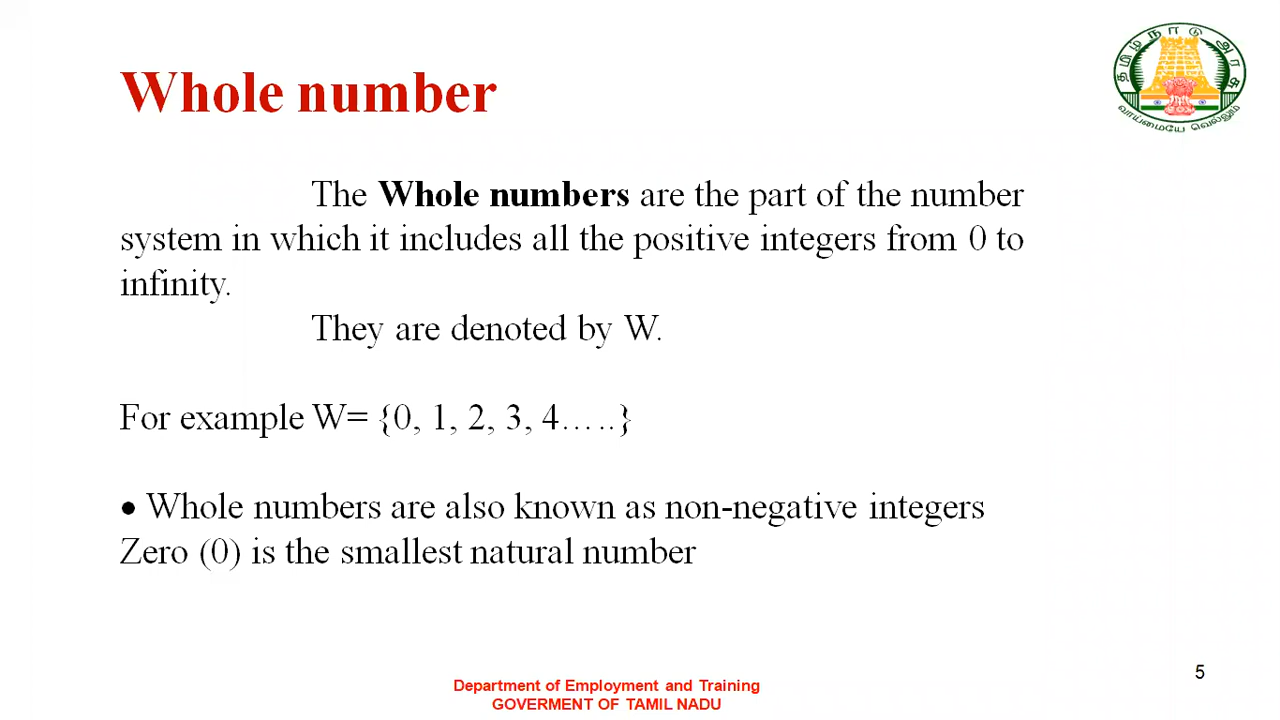 Whole number
தமிழ் நாடு அரசு
வாய்மையே வெல்லும்
The Whole numbers are the part of the number
system in which it includes all the positive integers from 0 to
infinity.
They are denoted by W.
For example W= {0, 1, 2, 3, 4…..}
• Whole numbers are also known as non-negative integers
Zero (0) is the smallest natural number
5
Department of Employment and Training
GOVERMENT OF TAMIL NADU